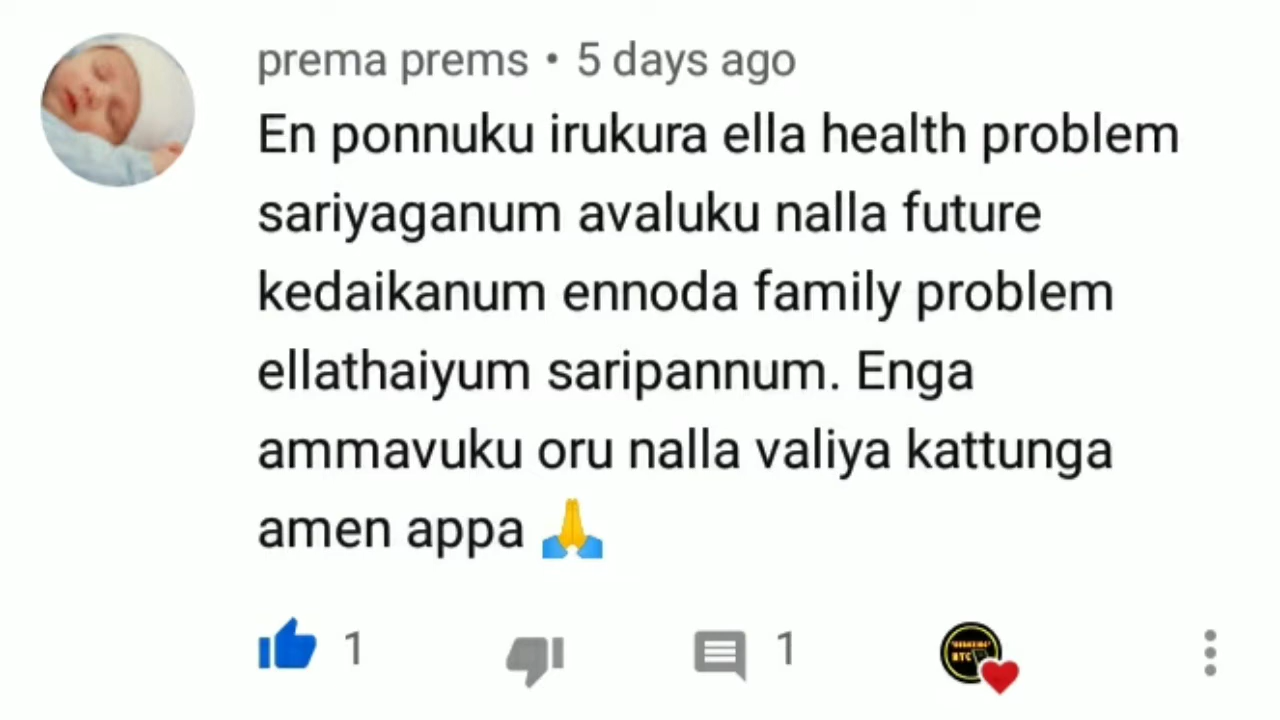 prema prems • 5 days ago
En ponnuku irukura ella health problem
sariyaganum avaluku nalla future
kedaikanum ennoda family problem
ellathaiyum saripannum. Enga
ammavuku oru nalla valiya kattunga
amen appa 🙏
1 1